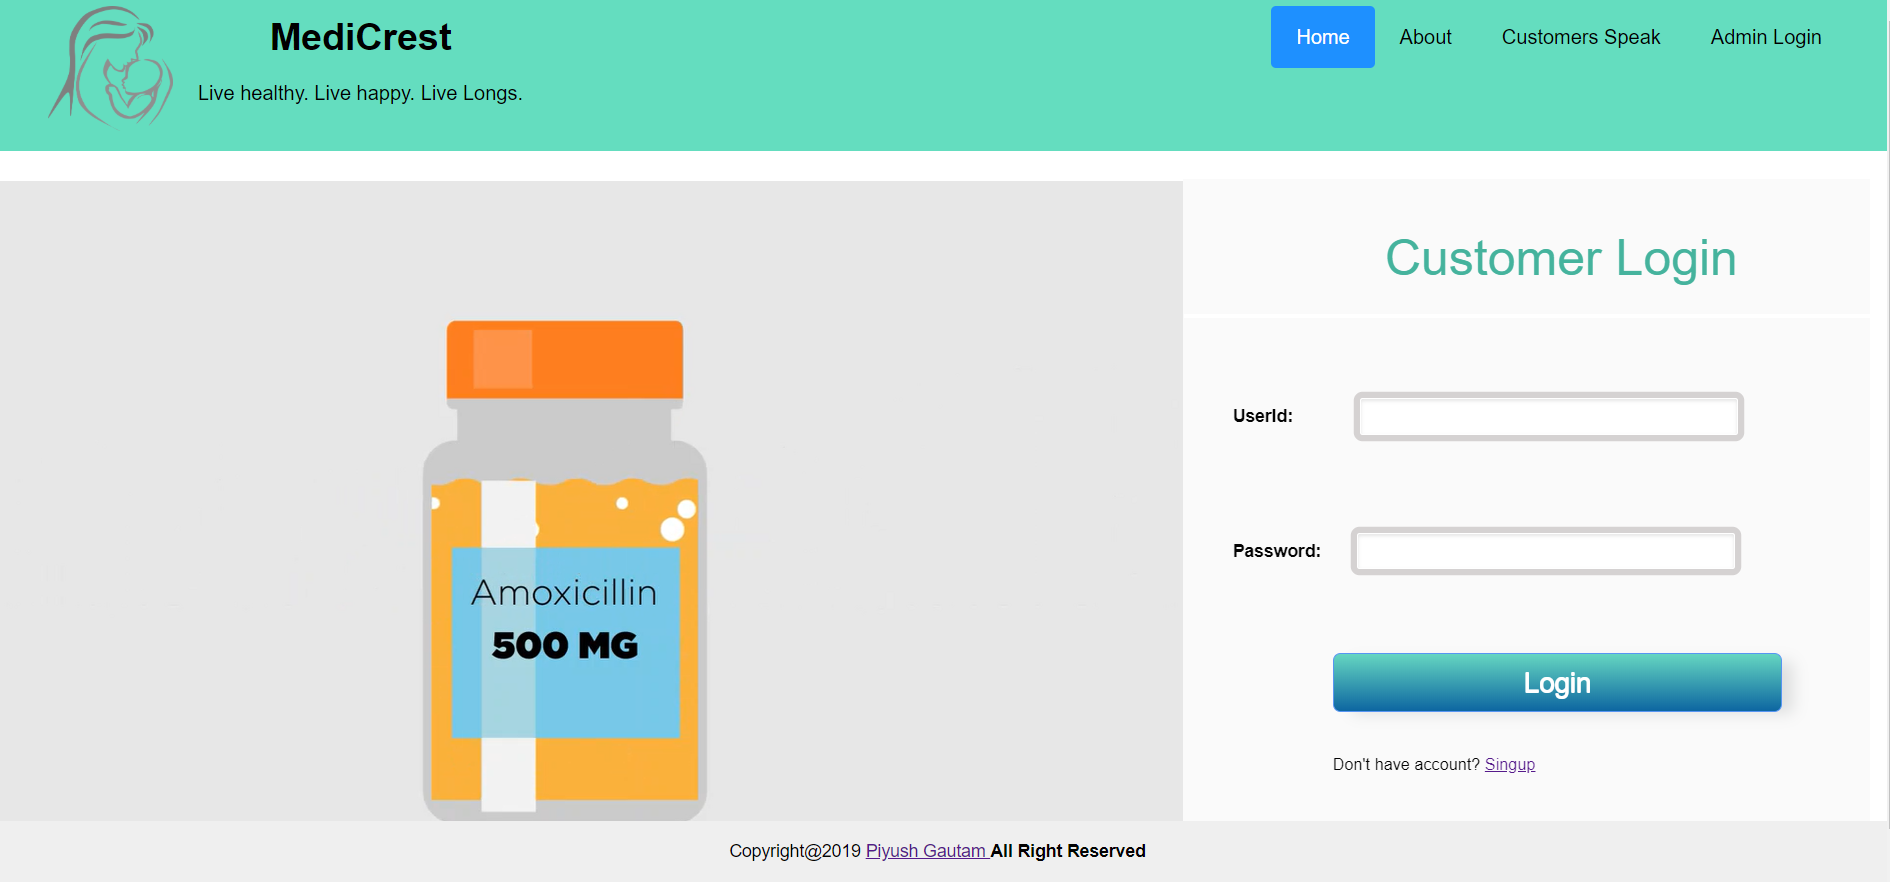 MediCrest
Live healthy. Live happy. Live Longs.
Home About Customers Speak Admin Login
Customer Login
UserId:
Password:
Login
Don't have account? Singup
Amoxicillin
500 MG
Copyright@2019 Piyush Gautam All Right Reserved